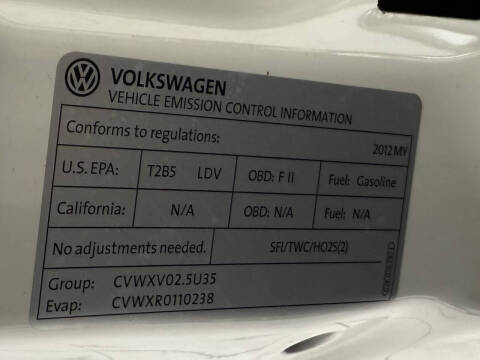 VOLKSWAGEN
VEHICLE EMISSION CONTROL INFORMATION
Conforms to regulations: 2012 MY
U.S. EPA: T2B5 LDV OBD: F II Fuel: Gasoline
California: N/A OBD: N/A Fuel: N/A
No adjustments needed. SFI/TWC/HO2S(2)
Group: CVWXV02.5U35
Evap: CVWXR0110238